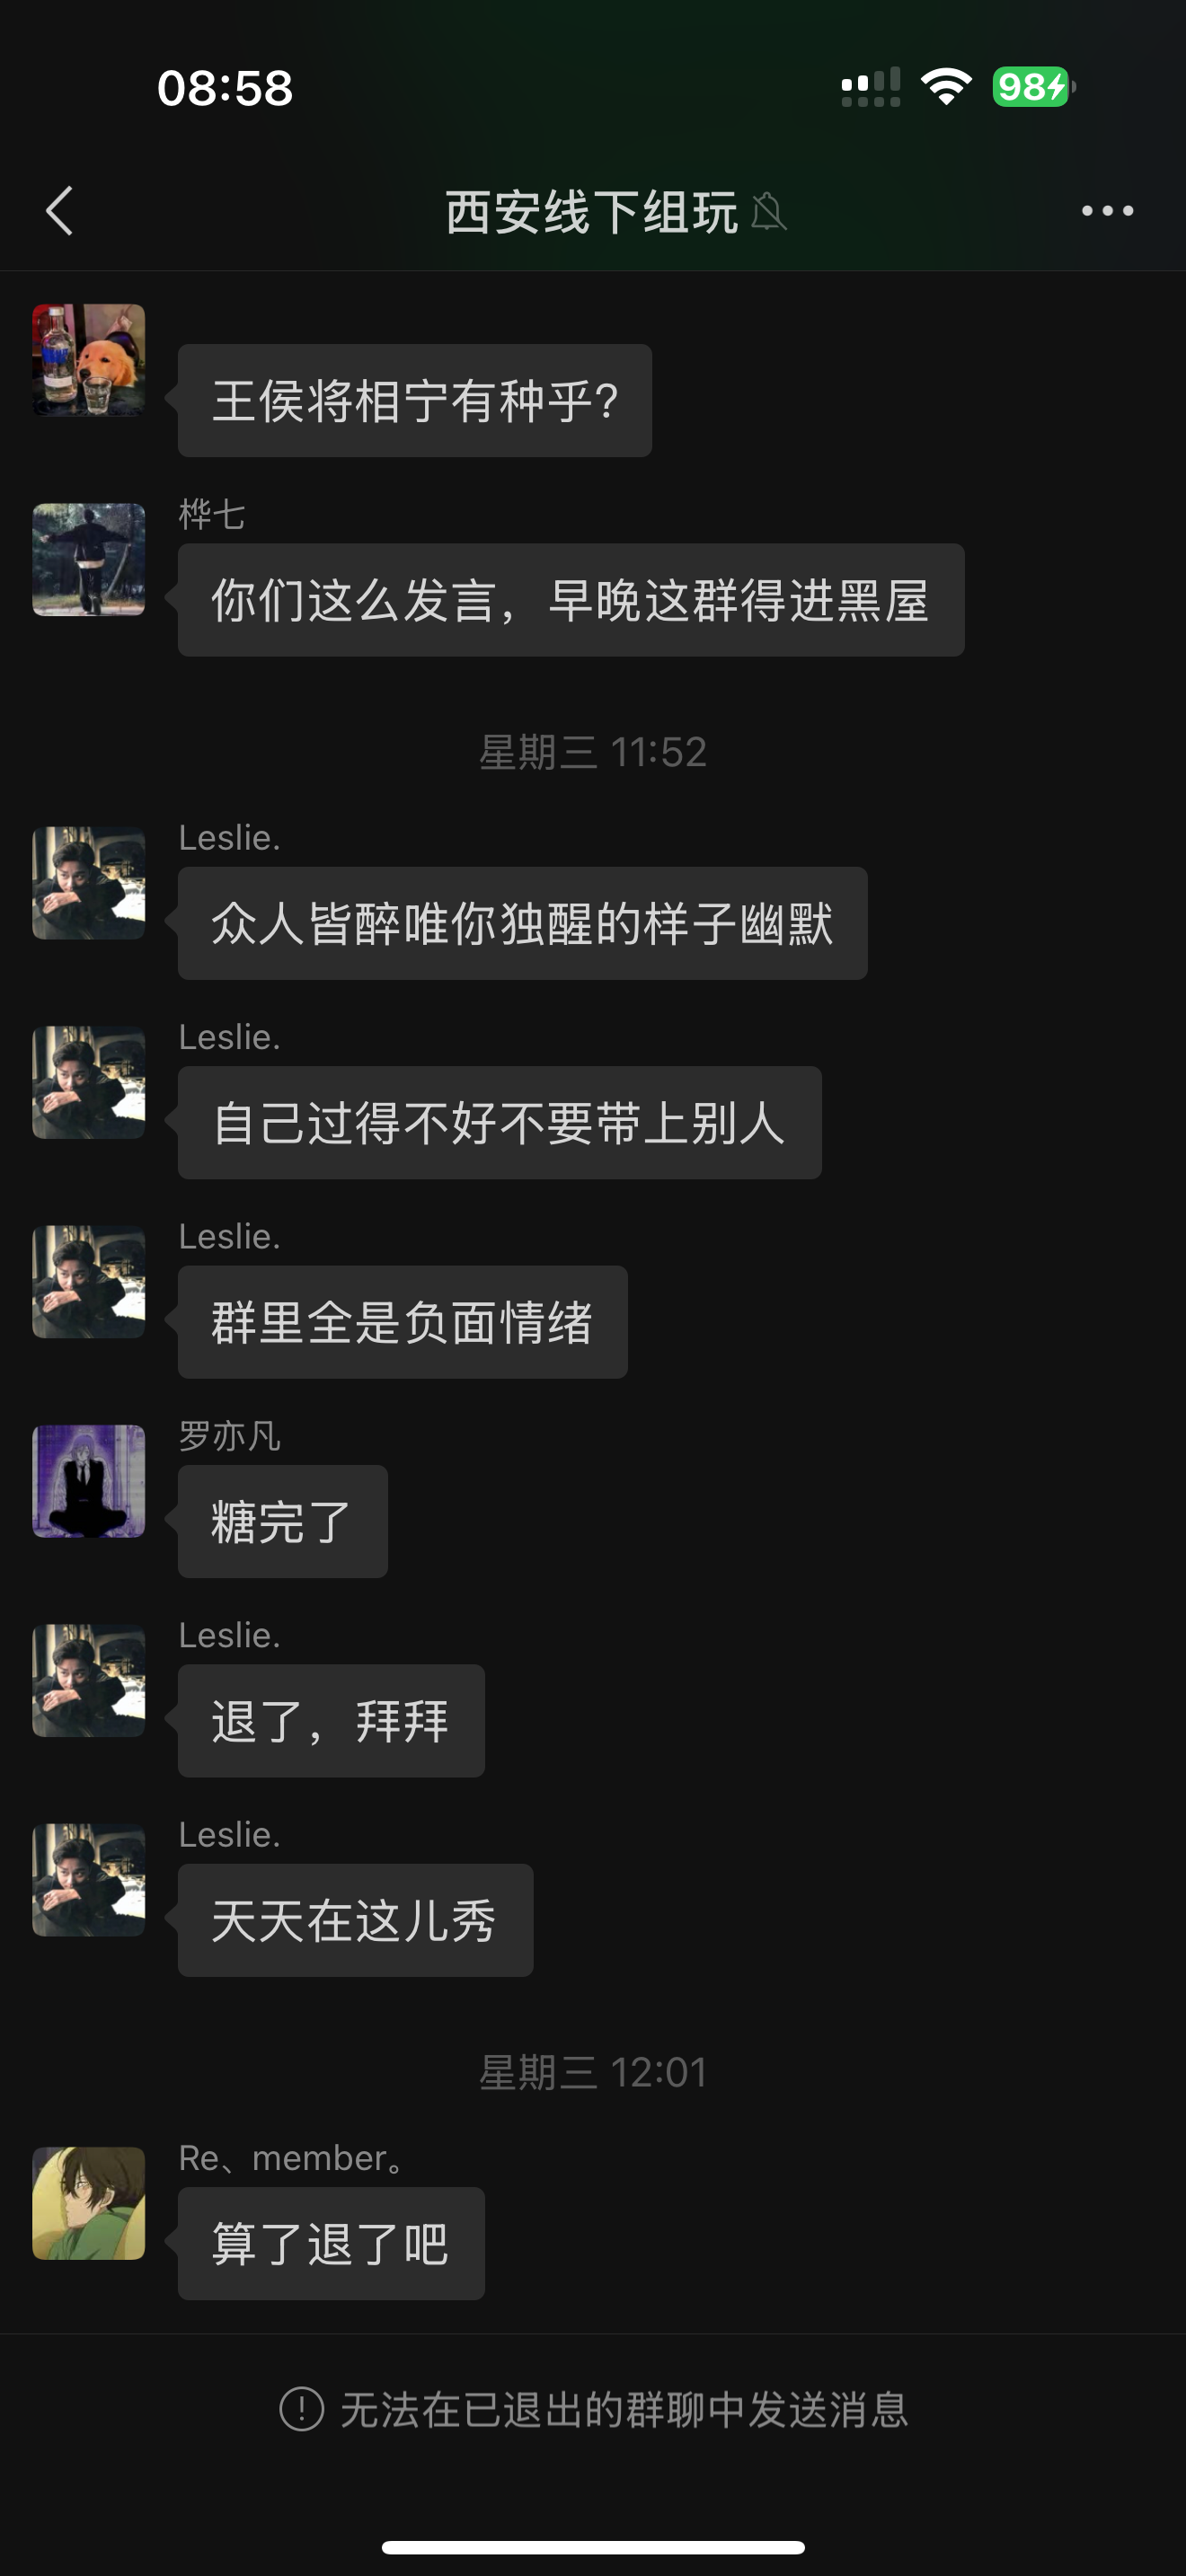 08:58
98
西安线下组玩
王侯将相宁有种乎?
桦七
你们这么发言，早晚这群得进黑屋
星期三 11:52
Leslie.
众人皆醉唯你独醒的样子幽默
Leslie.
自己过得不好不要带上别人
Leslie.
群里全是负面情绪
罗亦凡
糖完了
Leslie.
退了，拜拜
Leslie.
天天在这儿秀
星期三 12:01
Re、member。
算了退了吧
无法在已退出的群聊中发送消息